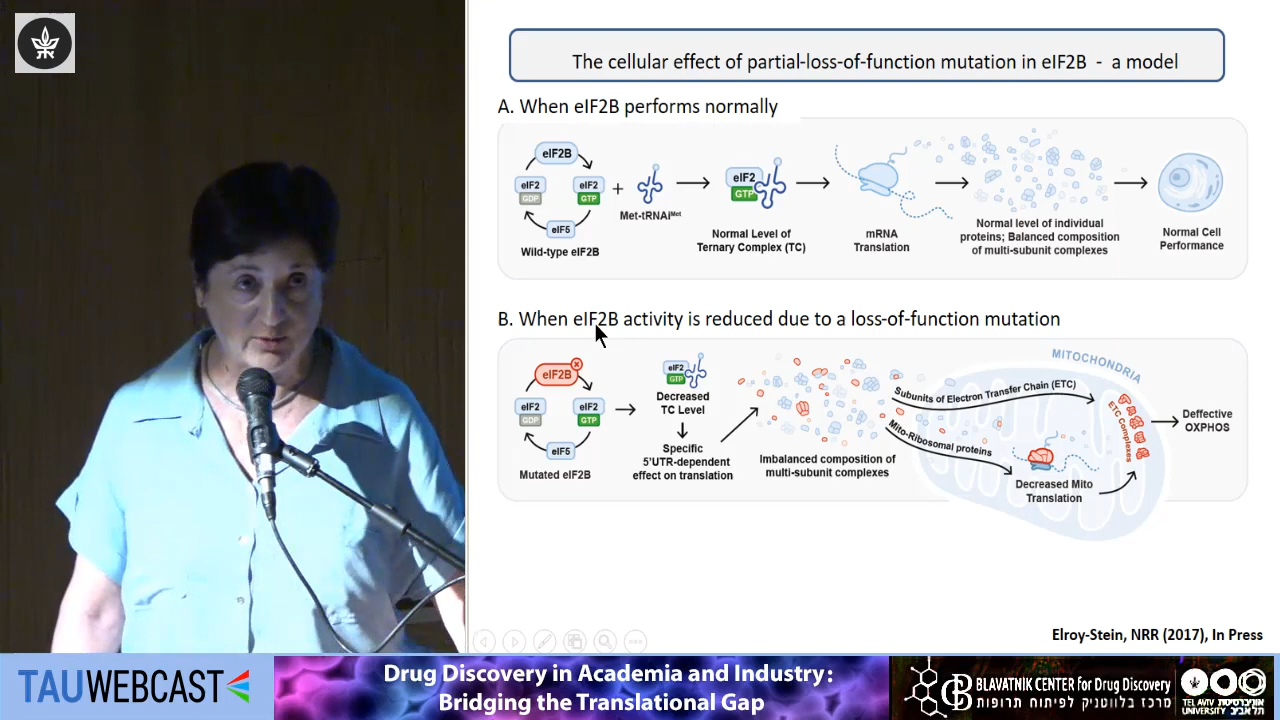 The cellular effect of partial-loss-of-function mutation in eIF2B - a model
A. When eIF2B performs normally
eIF2B
eIF2
GDP
eIF2
GTP
eIF5
Wild-type eIF2B
+
Met-tRNAiMet
eIF2
GTP
Normal Level of
Ternary Complex (TC)
mRNA
Translation
Normal level of individual
proteins; Balanced composition
of multi-subunit complexes
Normal Cell
Performance
B. When eIF2B activity is reduced due to a loss-of-function mutation
eIF2B
eIF2
GDP
eIF2
GTP
eIF5
Mutated eIF2B
eIF2
GTP
Decreased
TC Level
Specific
5'UTR-dependent
effect on translation
Imbalanced composition of
multi-subunit complexes
MITOCHONDRIA
Subunits of Electron Transfer Chain (ETC)
Mito-Ribosomal proteins
Decreased Mito
Translation
ETC Complexes
Deffective
OXPHOS
Elroy-Stein, NRR (2017), In Press
TAUWEBCAST
Drug Discovery in Academia and Industry:
Bridging the Translational Gap
BLAVATNIK CENTER for Drug Discovery
מרכז בלווטניק לפיתוח תרופות
TEL AVIV אוניברסיטת
UNIVERSITY תל אביב